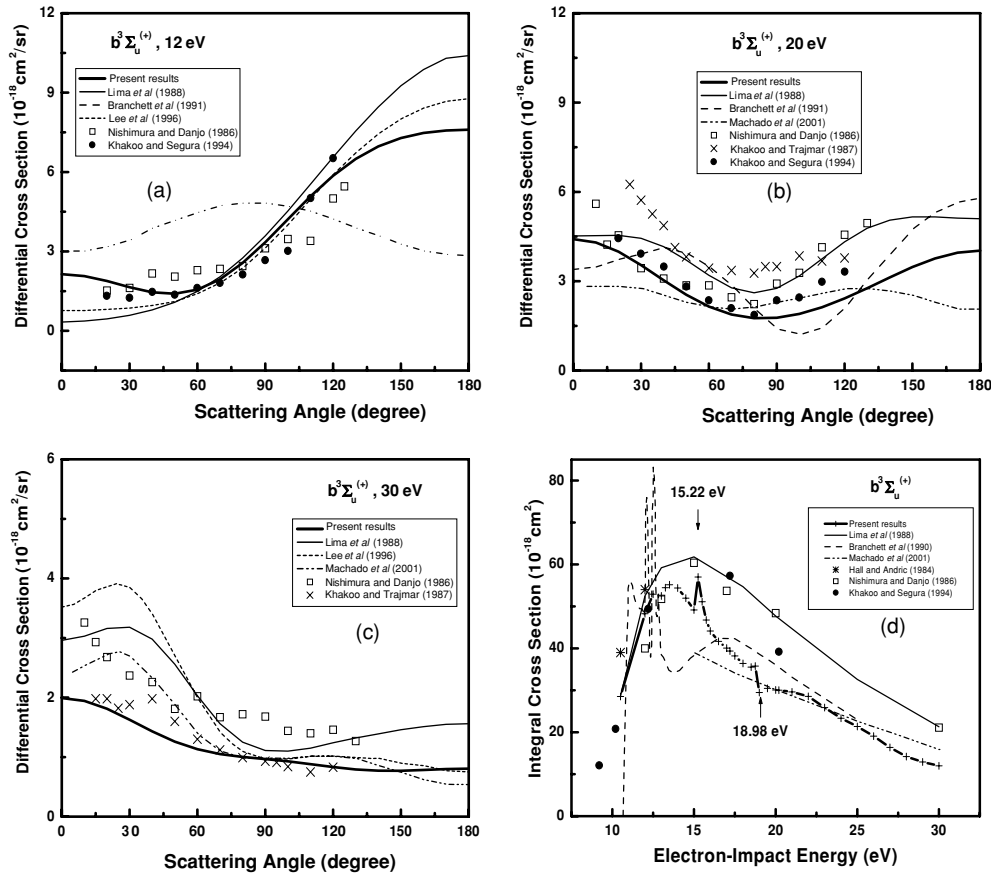 b³Σᵤ⁽⁺⁾ , 12 eV
Present results
Lima et al (1988)
Branchett et al (1991)
Lee et al (1996)
Nishimura and Danjo (1986)
Khakoo and Segura (1994)
(a)
Differential Cross Section (10⁻¹⁸cm²/sr)
12
9
6
3
0
0 30 60 90 120 150 180
Scattering Angle (degree)
b³Σᵤ⁽⁺⁾ , 20 eV
Present results
Lima et al (1988)
Branchett et al (1991)
Machado et al (2001)
Nishimura and Danjo (1986)
Khakoo and Trajmar (1987)
Khakoo and Segura (1994)
(b)
Differential Cross Section (10⁻¹⁸cm²/sr)
12
9
6
3
0
0 30 60 90 120 150 180
Scattering Angle (degree)
b³Σᵤ⁽⁺⁾ , 30 eV
Present results
Lima et al (1988)
Lee et al (1996)
Machado et al (2001)
Nishimura and Danjo (1986)
Khakoo and Trajmar (1987)
(c)
Differential Cross Section (10⁻¹⁸cm²/sr)
6
5
4
3
2
1
0
0 30 60 90 120 150 180
Scattering Angle (degree)
b³Σᵤ⁽⁺⁾
15.22 eV
Present results
Lima et al (1988)
Branchett et al (1990)
Machado et al (2001)
Hall and Andric (1984)
Nishimura and Danjo (1986)
Khakoo and Segura (1994)
(d)
18.98 eV
Integral Cross Section (10⁻¹⁸cm²)
80
60
40
20
0
10 15 20 25 30
Electron-Impact Energy (eV)